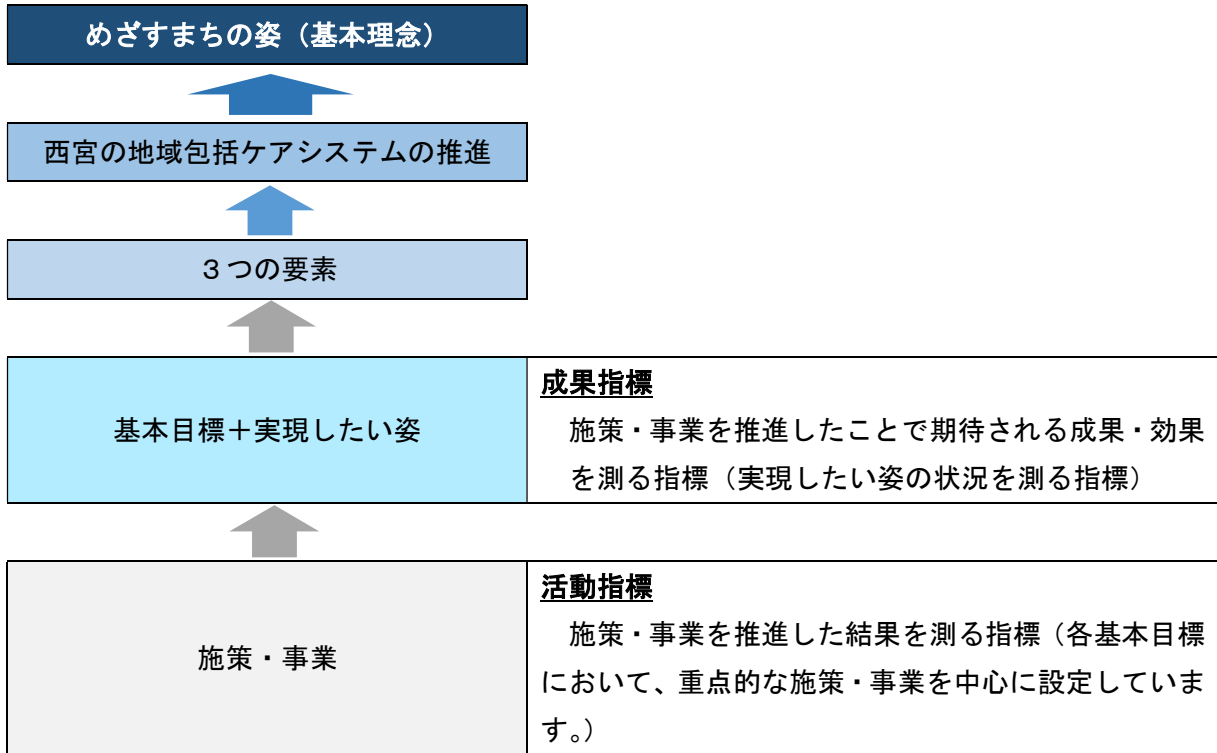 めざすまちの姿（基本理念）
西宮の地域包括ケアシステムの推進
３つの要素
基本目標＋実現したい姿
成果指標
施策・事業を推進したことで期待される成果・効果
を測る指標（実現したい姿の状況を測る指標）
施策・事業
活動指標
施策・事業を推進した結果を測る指標（各基本目標
において、重点的な施策・事業を中心に設定していま
す。）